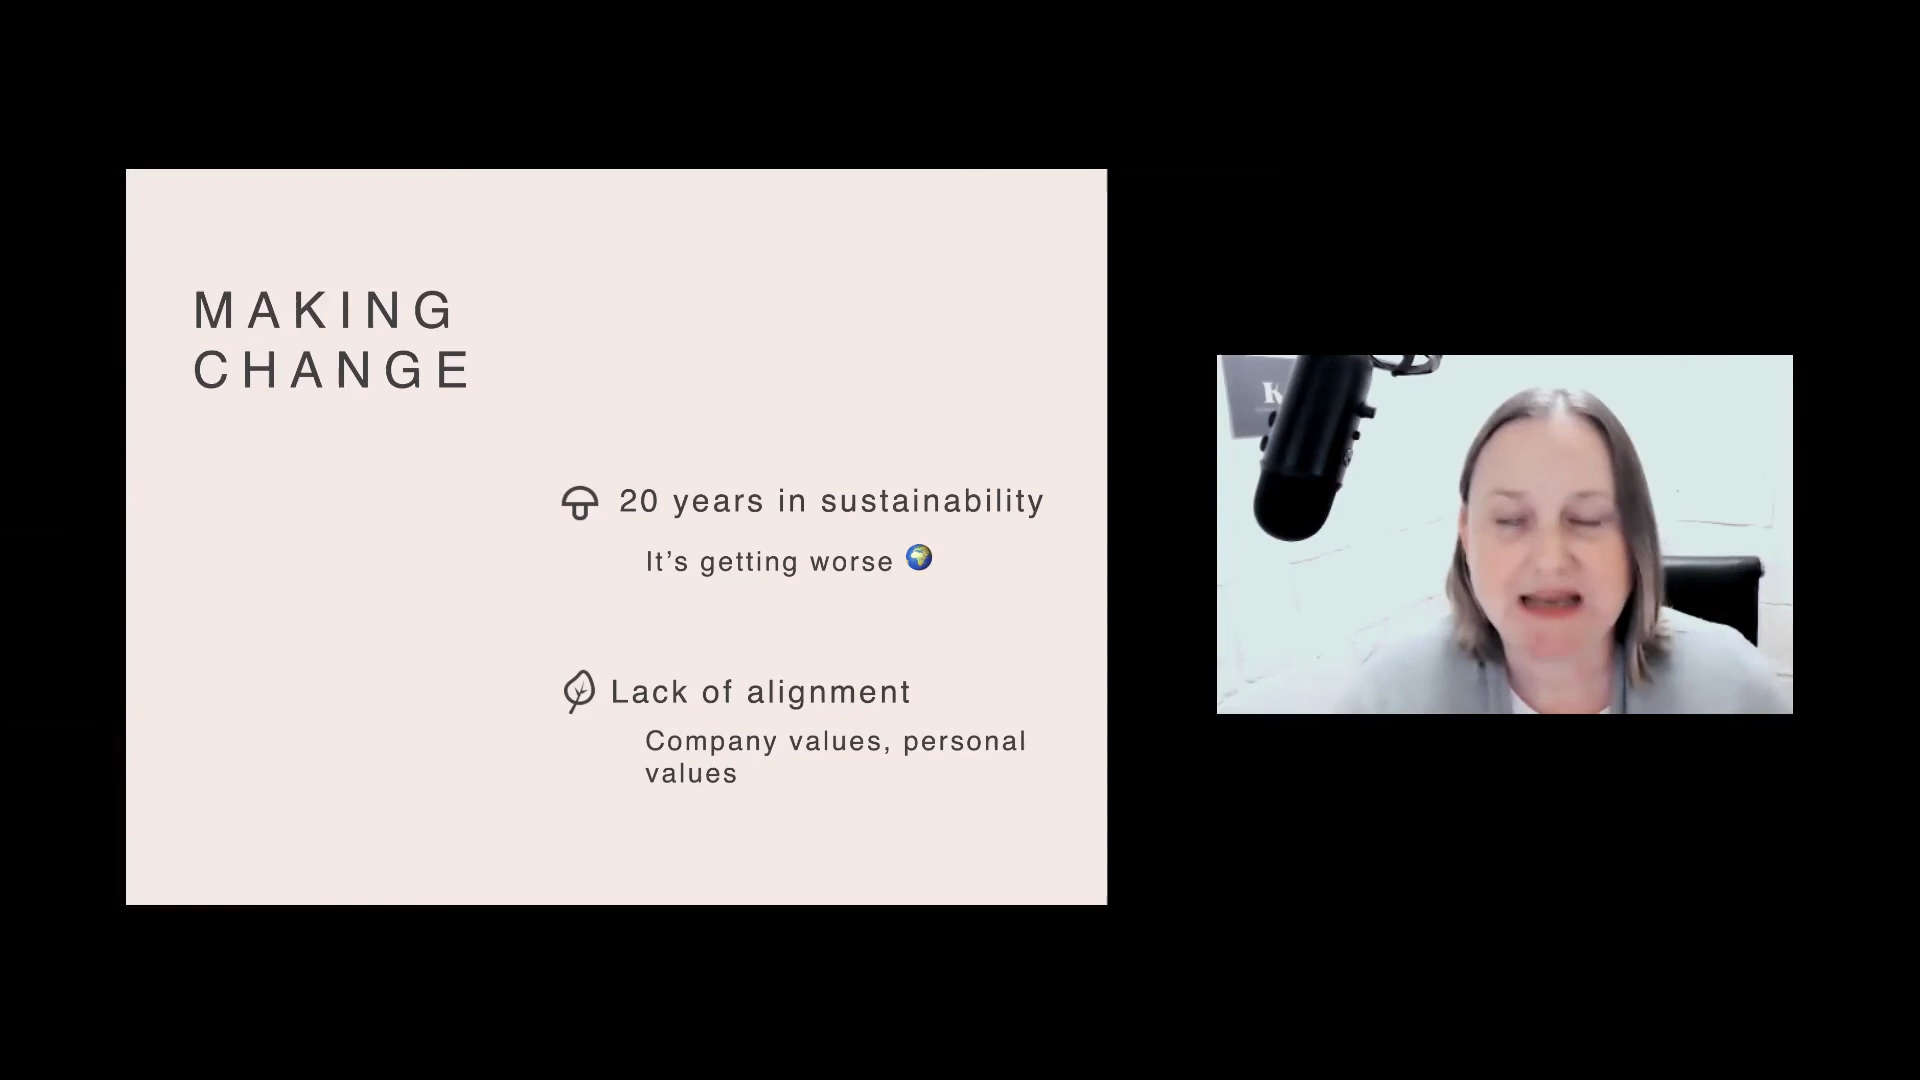 MAKING
CHANGE
20 years in sustainability
It’s getting worse 🌍
Lack of alignment
Company values, personal
values
K